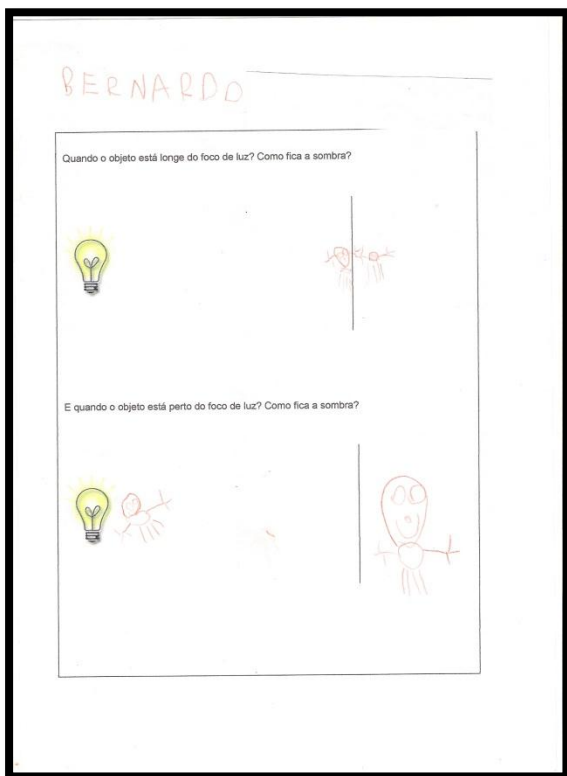 BERNARDO
Quando o objeto está longe do foco de luz? Como fica a sombra?
E quando o objeto está perto do foco de luz? Como fica a sombra?